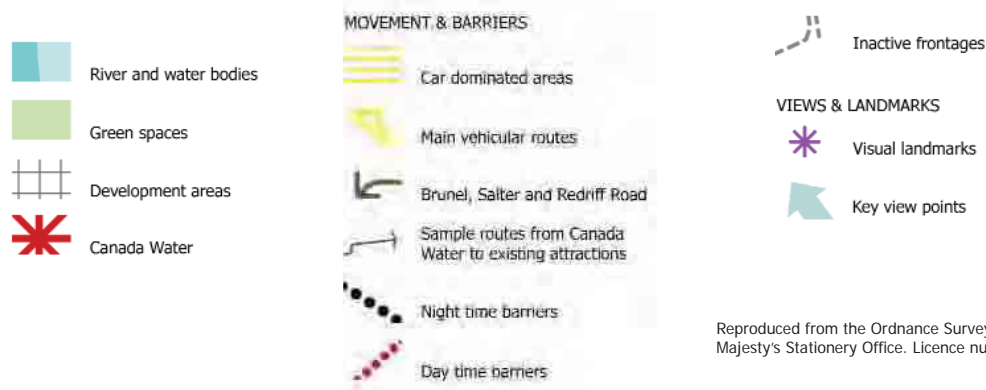 River and water bodies
Green spaces
Development areas
Canada Water
MOVEMENT & BARRIERS
Car dominated areas
Main vehicular routes
Brunel, Salter and Redriff Road
Sample routes from Canada
Water to existing attractions
Night time barriers
Day time barriers
Inactive frontages
VIEWS & LANDMARKS
Visual landmarks
Key view points
Reproduced from the Ordnance Survey
Majesty's Stationery Office. Licence nu